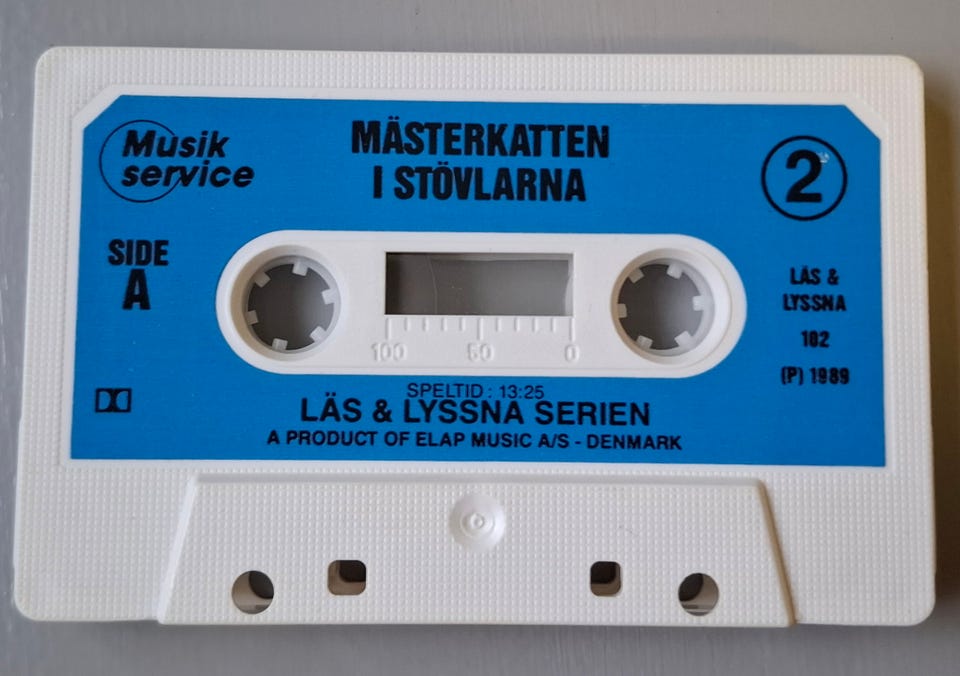 Musik
service
MÄSTERKATTEN
I STÖVLARNA
2
SIDE
A
LÄS &
LYSSNA
102
(P) 1989
100 50 0
SPELTID : 13:25
LÄS & LYSSNA SERIEN
A PRODUCT OF ELAP MUSIC A/S - DENMARK